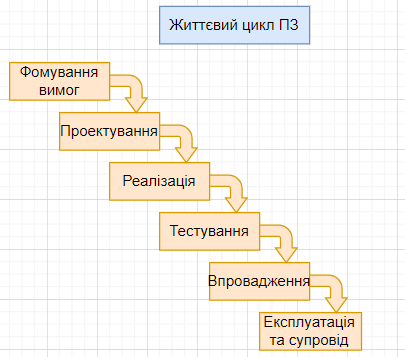 Життєвий цикл ПЗ
Фомування
вимог
Проектування
Реалізація
Тестування
Впровадження
Експлуатація
та супровід